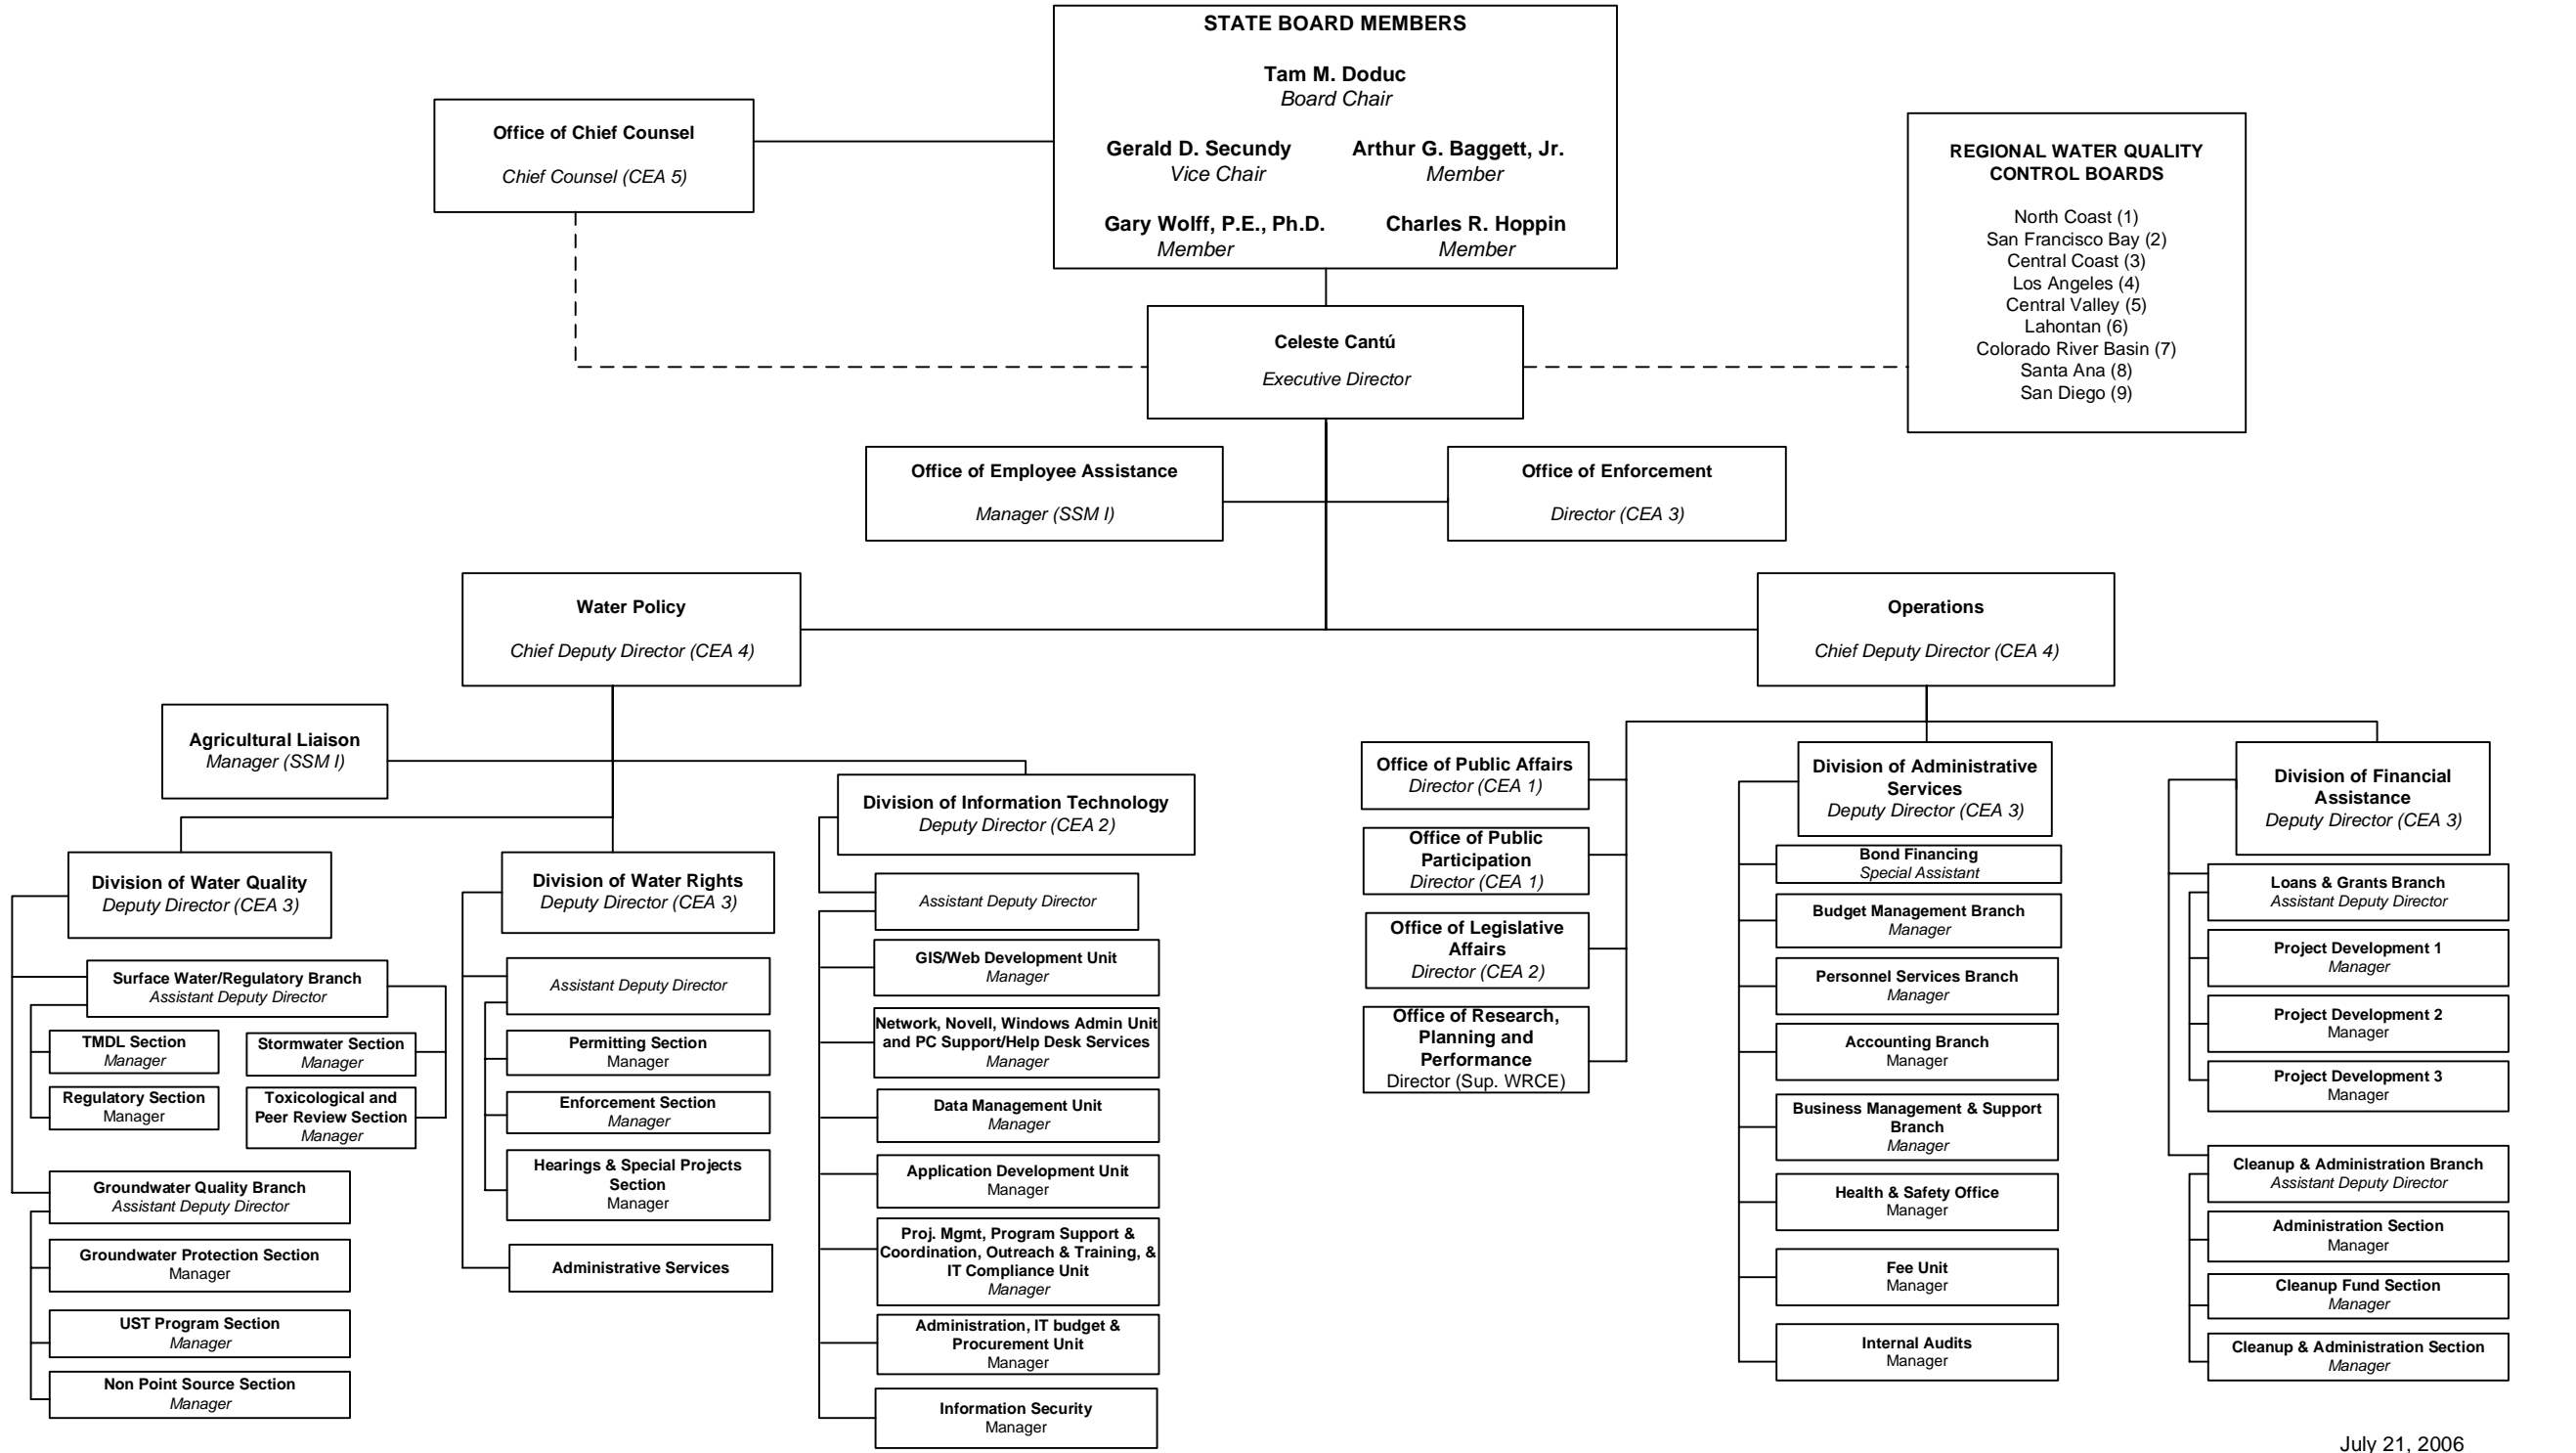 STATE BOARD MEMBERS
Tam M. Doduc
Board Chair
Gerald D. Secundy
Vice Chair
Arthur G. Baggett, Jr.
Member
Gary Wolff, P.E., Ph.D.
Member
Charles R. Hoppin
Member
Office of Chief Counsel
Chief Counsel (CEA 5)
REGIONAL WATER QUALITY
CONTROL BOARDS
North Coast (1)
San Francisco Bay (2)
Central Coast (3)
Los Angeles (4)
Central Valley (5)
Lahontan (6)
Colorado River Basin (7)
Santa Ana (8)
San Diego (9)
Celeste Cantú
Executive Director
Office of Employee Assistance
Manager (SSM I)
Office of Enforcement
Director (CEA 3)
Water Policy
Chief Deputy Director (CEA 4)
Operations
Chief Deputy Director (CEA 4)
Agricultural Liaison
Manager (SSM I)
Division of Water Quality
Deputy Director (CEA 3)
Surface Water/Regulatory Branch
Assistant Deputy Director
TMDL Section
Manager
Stormwater Section
Manager
Regulatory Section
Manager
Toxicological and
Peer Review Section
Manager
Groundwater Quality Branch
Assistant Deputy Director
Groundwater Protection Section
Manager
UST Program Section
Manager
Non Point Source Section
Manager
Division of Water Rights
Deputy Director (CEA 3)
Assistant Deputy Director
Permitting Section
Manager
Enforcement Section
Manager
Hearings & Special Projects
Section
Manager
Administrative Services
Division of Information Technology
Deputy Director (CEA 2)
Assistant Deputy Director
GIS/Web Development Unit
Manager
Network, Novell, Windows Admin Unit
and PC Support/Help Desk Services
Manager
Data Management Unit
Manager
Application Development Unit
Manager
Proj. Mgmt, Program Support &
Coordination, Outreach & Training, &
IT Compliance Unit
Manager
Administration, IT budget &
Procurement Unit
Manager
Information Security
Manager
Office of Public Affairs
Director (CEA 1)
Office of Public
Participation
Director (CEA 1)
Office of Legislative
Affairs
Director (CEA 2)
Office of Research,
Planning and
Performance
Director (Sup. WRCE)
Division of Administrative
Services
Deputy Director (CEA 3)
Bond Financing
Special Assistant
Budget Management Branch
Manager
Personnel Services Branch
Manager
Accounting Branch
Manager
Business Management & Support
Branch
Manager
Health & Safety Office
Manager
Fee Unit
Manager
Internal Audits
Manager
Division of Financial
Assistance
Deputy Director (CEA 3)
Loans & Grants Branch
Assistant Deputy Director
Project Development 1
Manager
Project Development 2
Manager
Project Development 3
Manager
Cleanup & Administration Branch
Assistant Deputy Director
Administration Section
Manager
Cleanup Fund Section
Manager
Cleanup & Administration Section
Manager
July 21, 2006